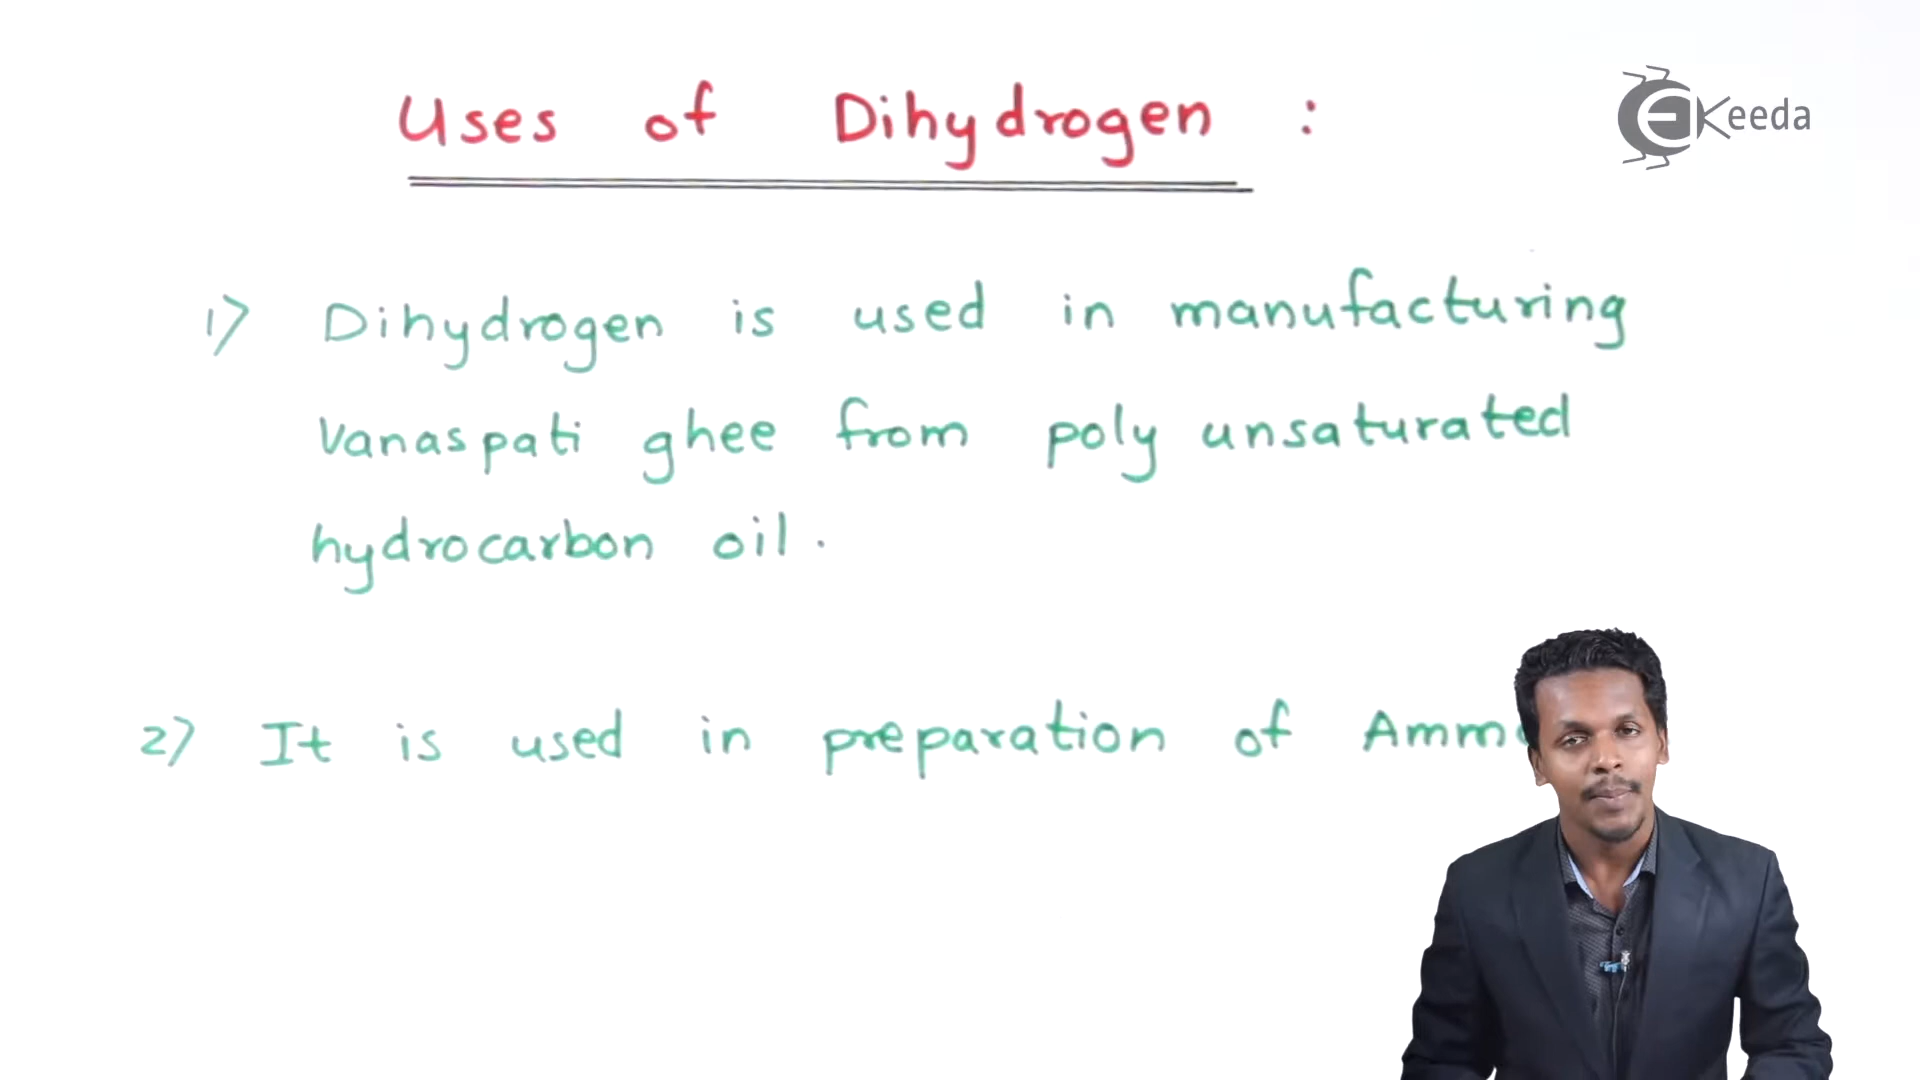 Uses of Dihydrogen :
EKeeda
1) Dihydrogen is used in manufacturing
Vanaspati ghee from poly unsaturated
hydrocarbon oil.
2) It is used in preparation of